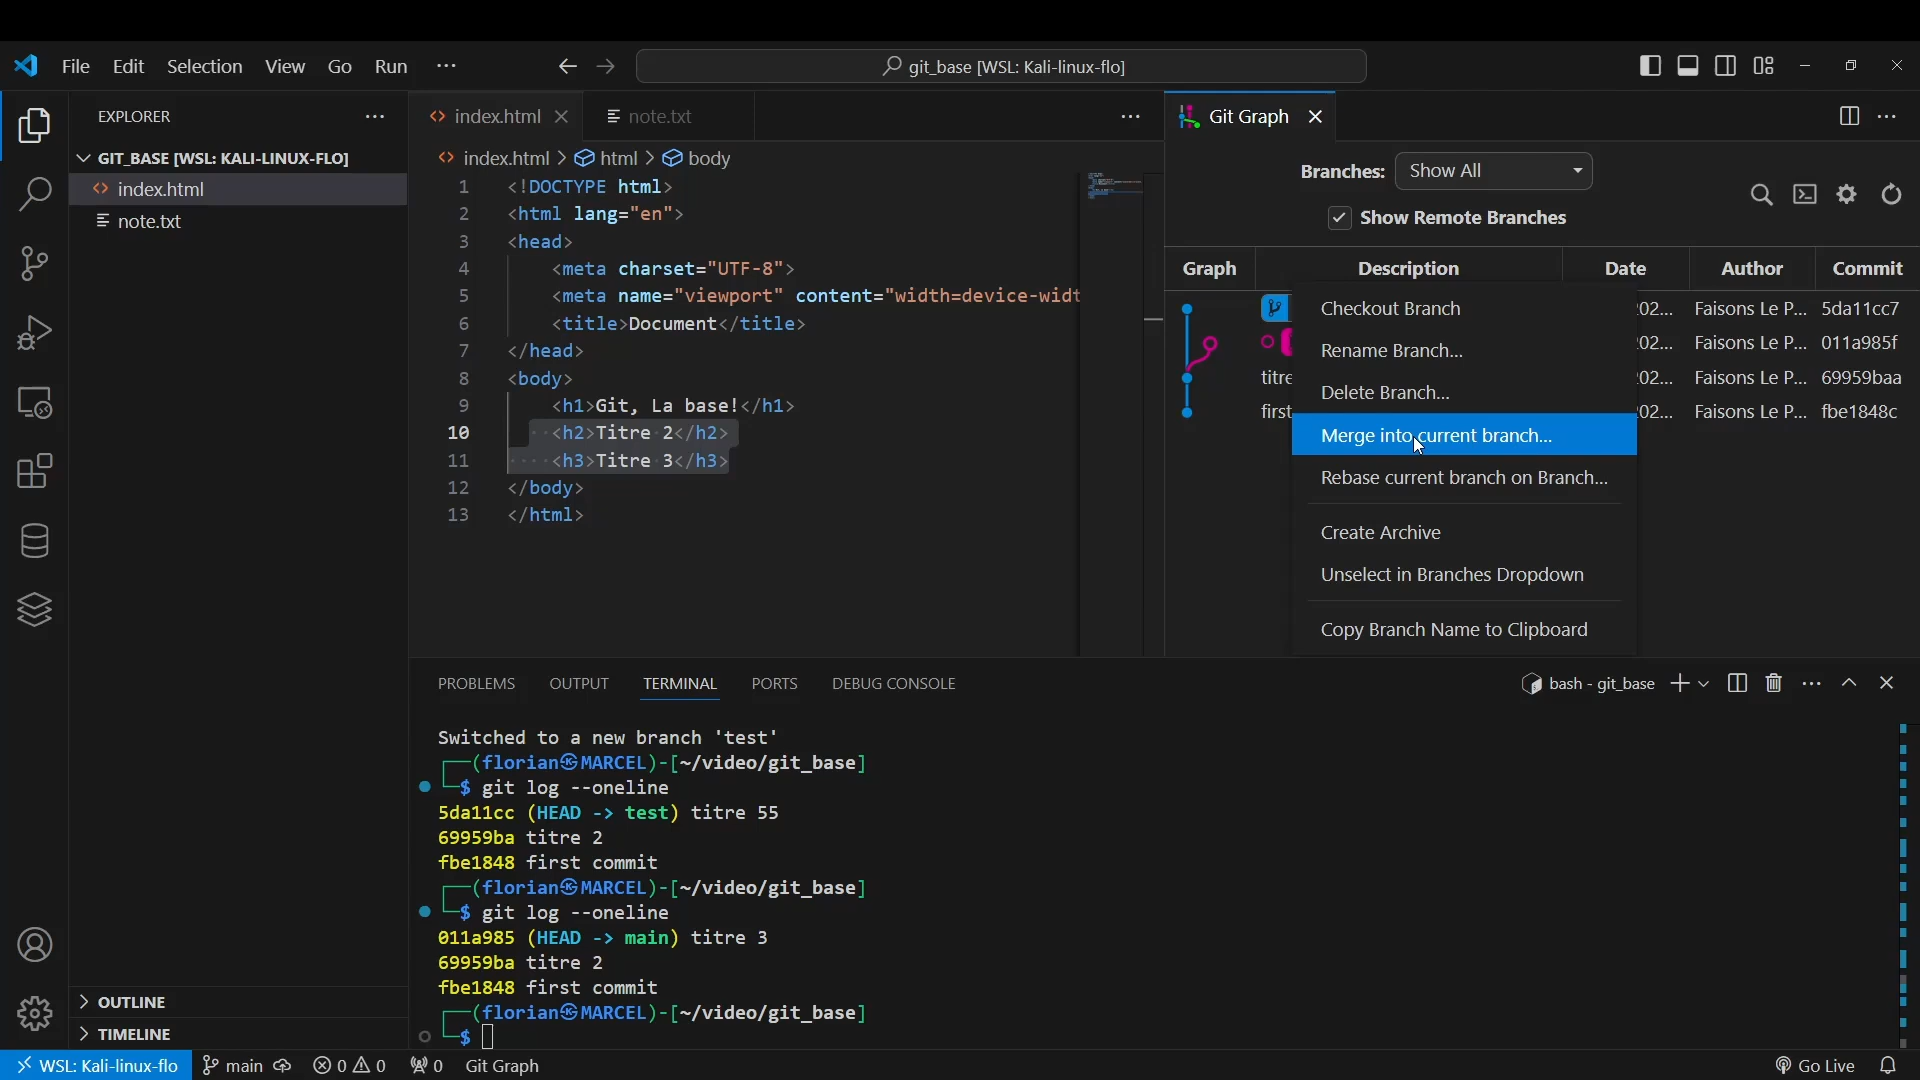 File Edit Selection View Go Run ···
git_base [WSL: Kali-linux-flo]
EXPLORER
GIT_BASE [WSL: KALI-LINUX-FLO]
index.html
note.txt
OUTLINE
TIMELINE
index.html note.txt
index.html > html > body
1 <!DOCTYPE html>
2 <html lang="en">
3 <head>
4 <meta charset="UTF-8">
5 <meta name="viewport" content="width=device-widt
6 <title>Document</title>
7 </head>
8 <body>
9 <h1>Git, La base!</h1>
10 <h2>Titre 2</h2>
11 <h3>Titre 3</h3>
12 </body>
13 </html>
Git Graph
Branches: Show All
Show Remote Branches
Graph Description Date Author Commit
02... Faisons Le P... 5da11cc7
02... Faisons Le P... 011a985f
titre 02... Faisons Le P... 69959baa
first 02... Faisons Le P... fbe1848c
Checkout Branch
Rename Branch...
Delete Branch...
Merge into current branch...
Rebase current branch on Branch...
Create Archive
Unselect in Branches Dropdown
Copy Branch Name to Clipboard
PROBLEMS OUTPUT TERMINAL PORTS DEBUG CONSOLE
bash - git_base
Switched to a new branch 'test'
┌──(florian㉿MARCEL)-[~/video/git_base]
└─$ git log --oneline
5da11cc (HEAD -> test) titre 55
69959ba titre 2
fbe1848 first commit
┌──(florian㉿MARCEL)-[~/video/git_base]
└─$ git log --oneline
011a985 (HEAD -> main) titre 3
69959ba titre 2
fbe1848 first commit
┌──(florian㉿MARCEL)-[~/video/git_base]
└─$
WSL: Kali-linux-flo main 0 0 0 Git Graph Go Live